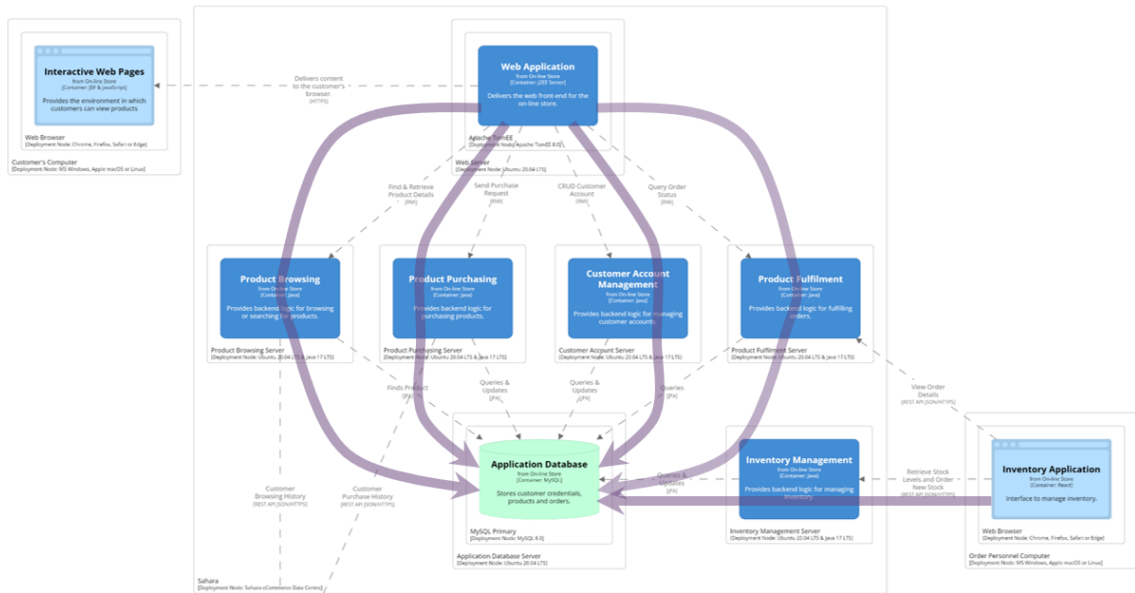 Interactive Web Pages
from On-line Store
[Container: JSF & JavaScript]
Provides the environment in which
customers can view products
Web Browser
[Deployment Node: Chrome, Firefox, Safari or Edge]
Customer's Computer
[Deployment Node: MS Windows, Apple macOS or Linux]
Delivers content
to the customer's
browser.
[HTTPS]
Web Application
from On-line Store
[Container: J2EE Server]
Delivers the web front-end for the
on-line store.
Apache TomEE
[Deployment Node: Apache TomEE 8.0]
Web Server
[Deployment Node: Ubuntu 20.04 LTS]
Find & Retrieve
Product Details
[RMI]
Send Purchase
Request
[RMI]
CRUD Customer
Account
[RMI]
Query Order
Status
[RMI]
Product Browsing
from On-line Store
[Container: Java]
Provides backend logic for browsing
or searching for products.
Product Browsing Server
[Deployment Node: Ubuntu 20.04 LTS & Java 17 LTS]
Product Purchasing
from On-line Store
[Container: Java]
Provides backend logic for
purchasing products.
Product Purchasing Server
[Deployment Node: Ubuntu 20.04 LTS & Java 17 LTS]
Customer Account
Management
from On-line Store
[Container: Java]
Provides backend logic for managing
customer accounts.
Customer Account Server
[Deployment Node: Ubuntu 20.04 LTS & Java 17 LTS]
Product Fulfilment
from On-line Store
[Container: Java]
Provides backend logic for fulfilling
orders.
Product Fulfilment Server
[Deployment Node: Ubuntu 20.04 LTS & Java 17 LTS]
Finds Product
[JPA]
Queries &
Updates
[JPA]
Queries &
Updates
[JPA]
Queries
[JPA]
View Order
Details
[REST API JSON/HTTPS]
Customer
Browsing History
[REST API JSON/HTTPS]
Customer
Purchase History
[REST API JSON/HTTPS]
Application Database
from On-line Store
[Container: MySQL]
Stores customer credentials,
products and orders.
MySQL Primary
[Deployment Node: MySQL 8.0]
Application Database Server
[Deployment Node: Ubuntu 20.04 LTS]
Queries &
Updates
[JPA]
Inventory Management
from On-line Store
[Container: Java]
Provides backend logic for managing
inventory.
Inventory Management Server
[Deployment Node: Ubuntu 20.04 LTS & Java 17 LTS]
Retrieve Stock
Levels and Order
New Stock
[REST API JSON/HTTPS]
Inventory Application
from On-line Store
[Container: React]
Interface to manage inventory.
Web Browser
[Deployment Node: Chrome, Firefox, Safari or Edge]
Order Personnel Computer
[Deployment Node: MS Windows, Apple macOS or Linux]
Sahara
[Deployment Node: Sahara eCommerce Data Centre]